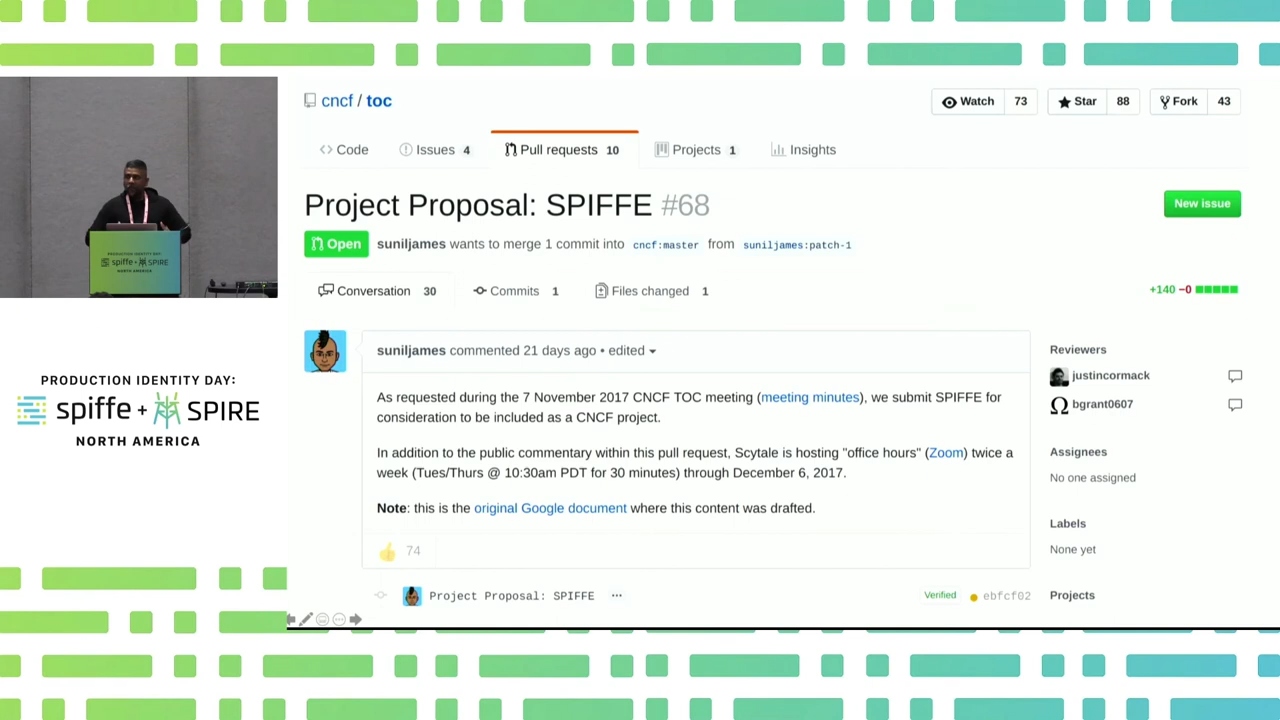 cncf / toc
Watch 73 Star 88 Fork 43
<> Code Issues 4 Pull requests 10 Projects 1 Insights
Project Proposal: SPIFFE #68
New issue
Open suniljames wants to merge 1 commit into cncf:master from suniljames:patch-1
Conversation 30 Commits 1 Files changed 1
+140 −0
suniljames commented 21 days ago • edited
As requested during the 7 November 2017 CNCF TOC meeting (meeting minutes), we submit SPIFFE for
consideration to be included as a CNCF project.
In addition to the public commentary within this pull request, Scytale is hosting "office hours" (Zoom) twice a
week (Tues/Thurs @ 10:30am PDT for 30 minutes) through December 6, 2017.
Note: this is the original Google document where this content was drafted.
74
Project Proposal: SPIFFE ···
Verified ebfcf02
Reviewers
justincormack
bgrant0607
Assignees
No one assigned
Labels
None yet
Projects
PRODUCTION IDENTITY DAY:
spiffe + SPIRE
NORTH AMERICA
PRODUCTION IDENTITY DAY:
spiffe + SPIRE
NORTH AMERICA